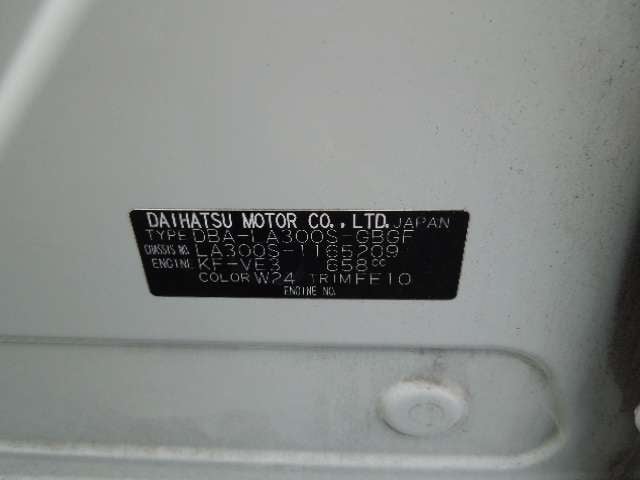 DAIHATSU MOTOR CO., LTD. JAPAN
TYPE DBA-LA300S-GBGF
CHASSIS NO. LA300S-1165209
ENGINE KF-VE3 658cc
COLOR W24 TRIM FE10
ENGINE NO.